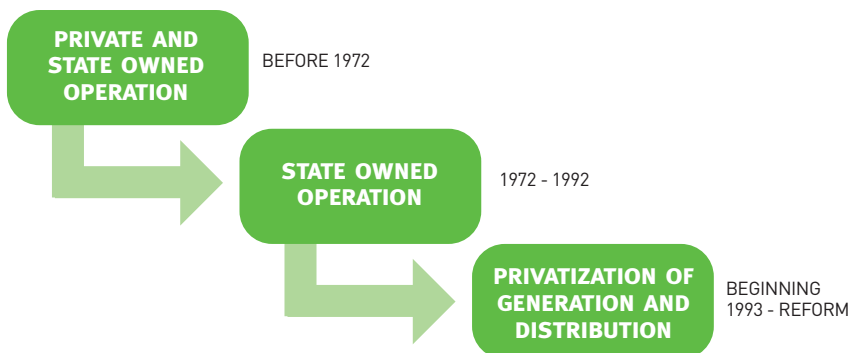 PRIVATE AND
STATE OWNED
OPERATION
BEFORE 1972
STATE OWNED
OPERATION
1972 - 1992
PRIVATIZATION OF
GENERATION AND
DISTRIBUTION
BEGINNING
1993 - REFORM